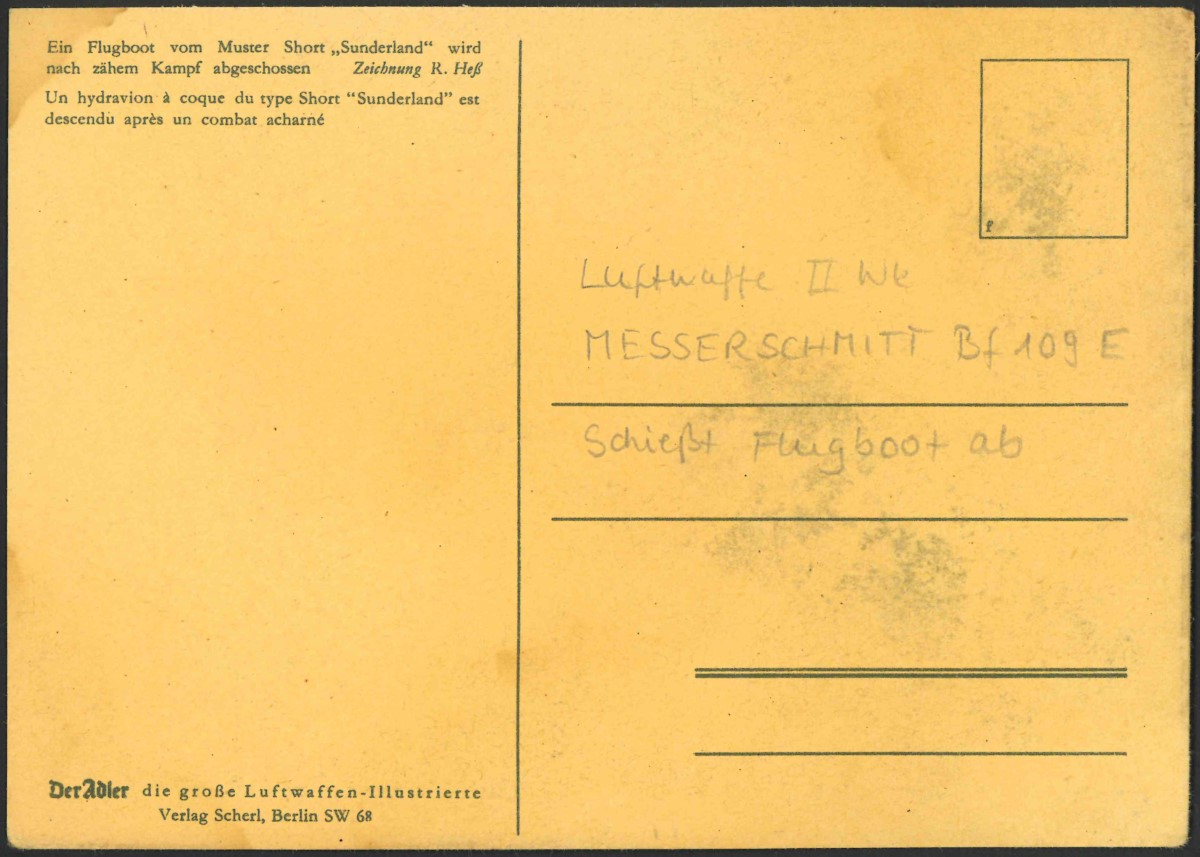 Ein Flugboot vom Muster Short „Sunderland“ wird
nach zähem Kampf abgeschossen Zeichnung R. Heß
Un hydravion à coque du type Short “Sunderland” est
descendu après un combat acharné
f
Luftwaffe II Wk
MESSERSCHMITT Bf 109 E
Schießt Flugboot ab
Der Adler die große Luftwaffen-Illustrierte
Verlag Scherl, Berlin SW 68